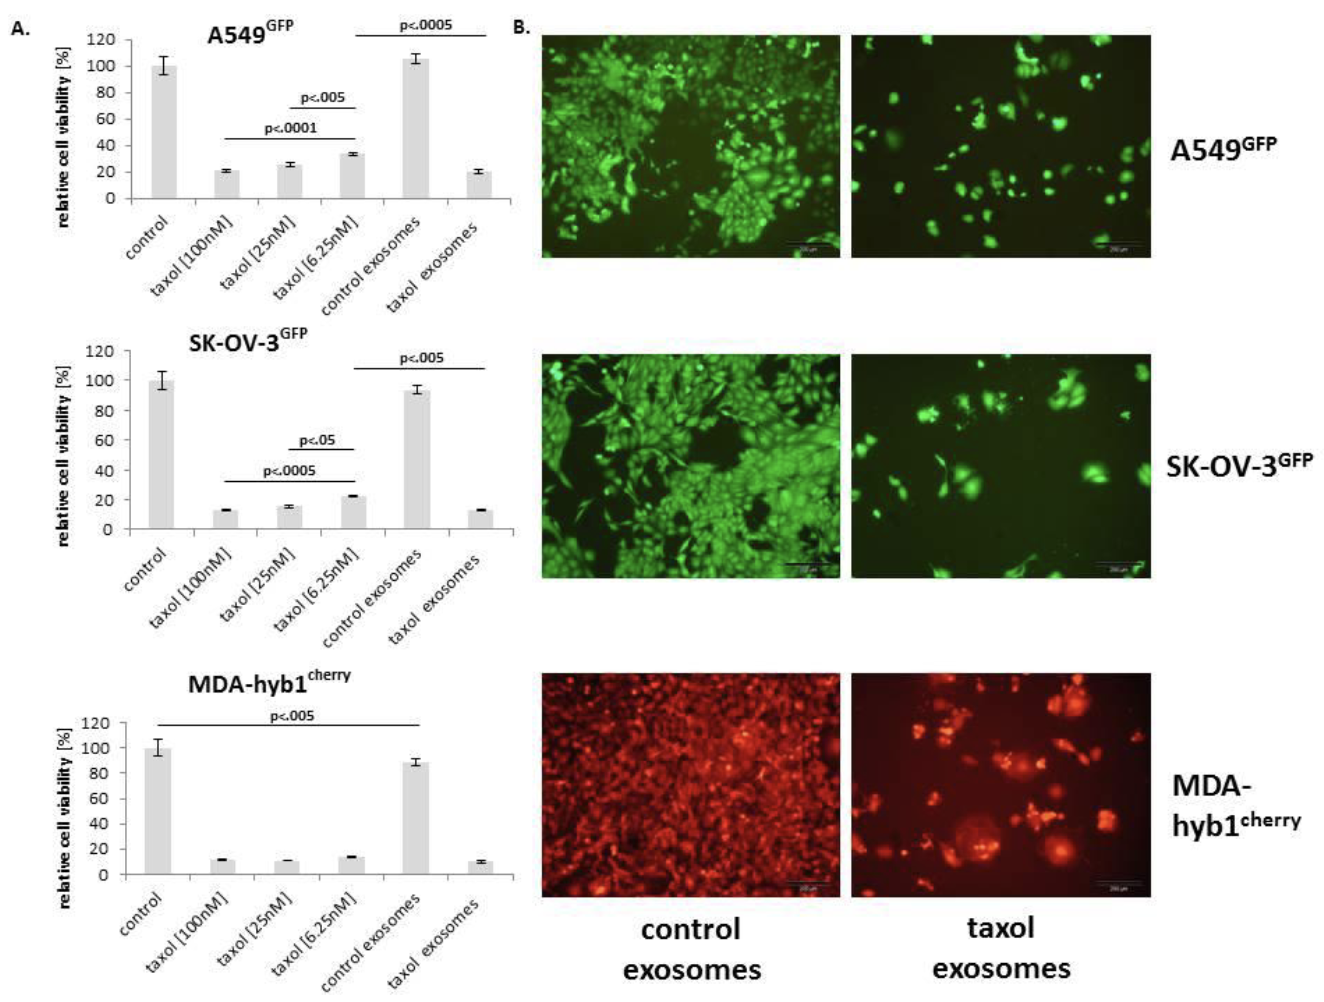 A.
A549GFP
p<.0005
p<.005
p<.0001
relative cell viability [%]
120
100
80
60
40
20
0
control
taxol [100nM]
taxol [25nM]
taxol [6.25nM]
control exosomes
taxol exosomes
SK-OV-3GFP
p<.005
p<.05
p<.0005
relative cell viability [%]
120
100
80
60
40
20
0
control
taxol [100nM]
taxol [25nM]
taxol [6.25nM]
control exosomes
taxol exosomes
MDA-hyb1cherry
p<.005
relative cell viability [%]
120
100
80
60
40
20
0
control
taxol [100nM]
taxol [25nM]
taxol [6.25nM]
control exosomes
taxol exosomes
B.
A549GFP
SK-OV-3GFP
MDA-
hyb1cherry
control
exosomes
taxol
exosomes